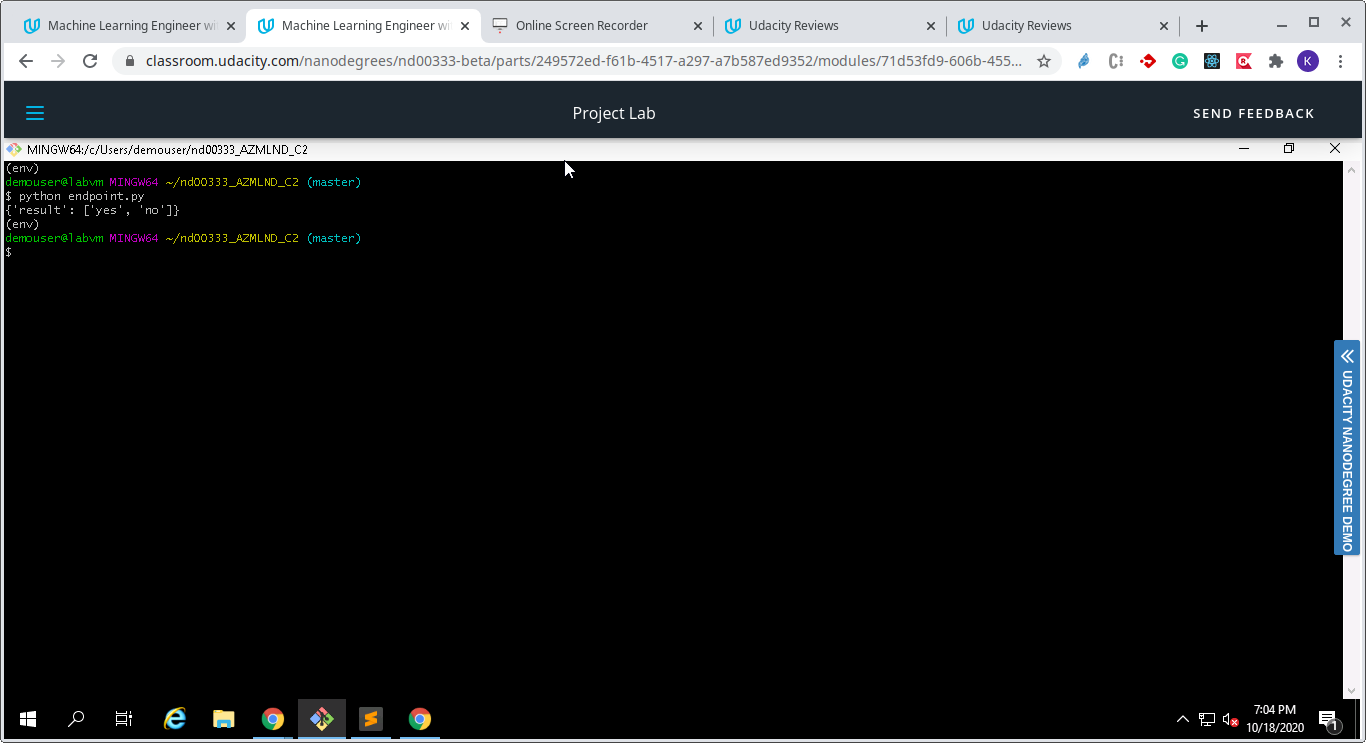 Machine Learning Engineer wi
Machine Learning Engineer wi
Online Screen Recorder
Udacity Reviews
Udacity Reviews
classroom.udacity.com/nanodegrees/nd00333-beta/parts/249572ed-f61b-4517-a297-a7b587ed9352/modules/71d53fd9-606b-455...
K
Project Lab
SEND FEEDBACK
MINGW64:/c/Users/demouser/nd00333_AZMLND_C2
(env)
demouser@labvm MINGW64 ~/nd00333_AZMLND_C2 (master)
$ python endpoint.py
{'result': ['yes', 'no']}
(env)
demouser@labvm MINGW64 ~/nd00333_AZMLND_C2 (master)
$
UDACITY NANODEGREE DEMO
7:04 PM
10/18/2020
1